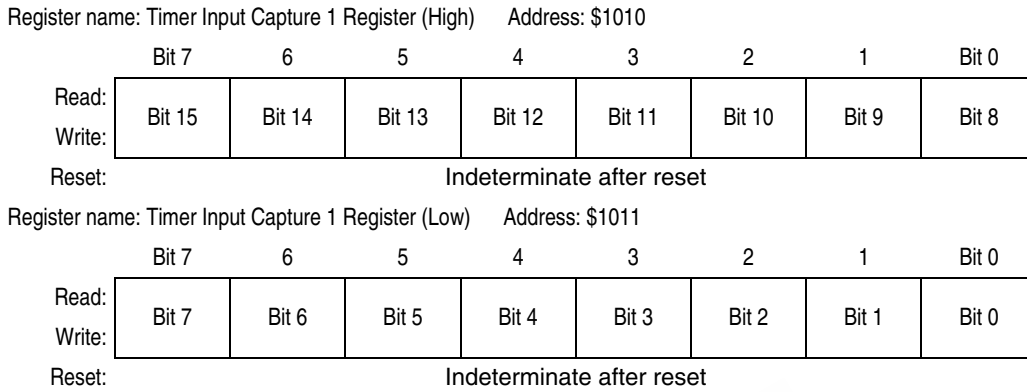 Register name: Timer Input Capture 1 Register (High) Address: $1010
Bit 7 6 5 4 3 2 1 Bit 0
Read:
Bit 15 Bit 14 Bit 13 Bit 12 Bit 11 Bit 10 Bit 9 Bit 8
Write:
Reset: Indeterminate after reset
Register name: Timer Input Capture 1 Register (Low) Address: $1011
Bit 7 6 5 4 3 2 1 Bit 0
Read:
Bit 7 Bit 6 Bit 5 Bit 4 Bit 3 Bit 2 Bit 1 Bit 0
Write:
Reset: Indeterminate after reset